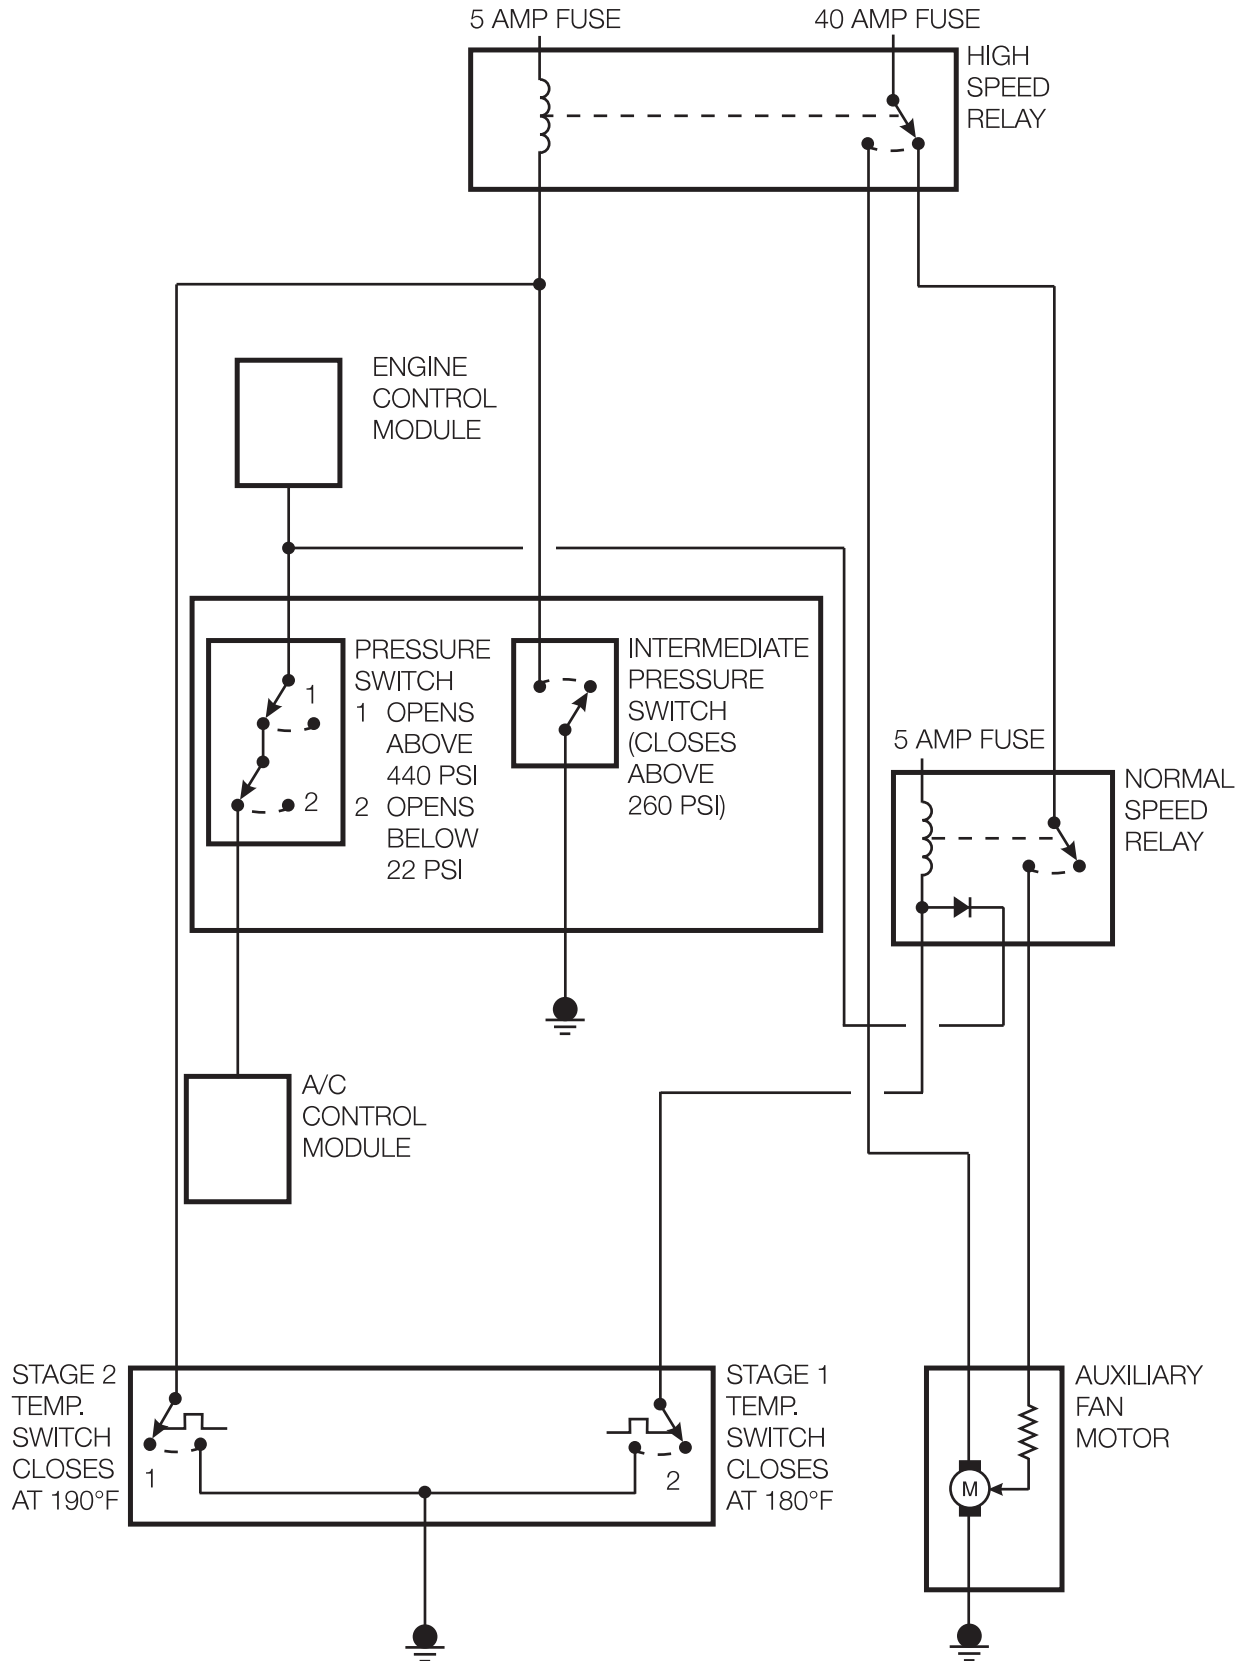 5 AMP FUSE
40 AMP FUSE
HIGH
SPEED
RELAY
ENGINE
CONTROL
MODULE
PRESSURE
SWITCH
1 OPENS
ABOVE
440 PSI
2 OPENS
BELOW
22 PSI
1
2
INTERMEDIATE
PRESSURE
SWITCH
(CLOSES
ABOVE
260 PSI)
5 AMP FUSE
NORMAL
SPEED
RELAY
A/C
CONTROL
MODULE
STAGE 2
TEMP.
SWITCH
CLOSES
AT 190°F
1
2
STAGE 1
TEMP.
SWITCH
CLOSES
AT 180°F
M
AUXILIARY
FAN
MOTOR